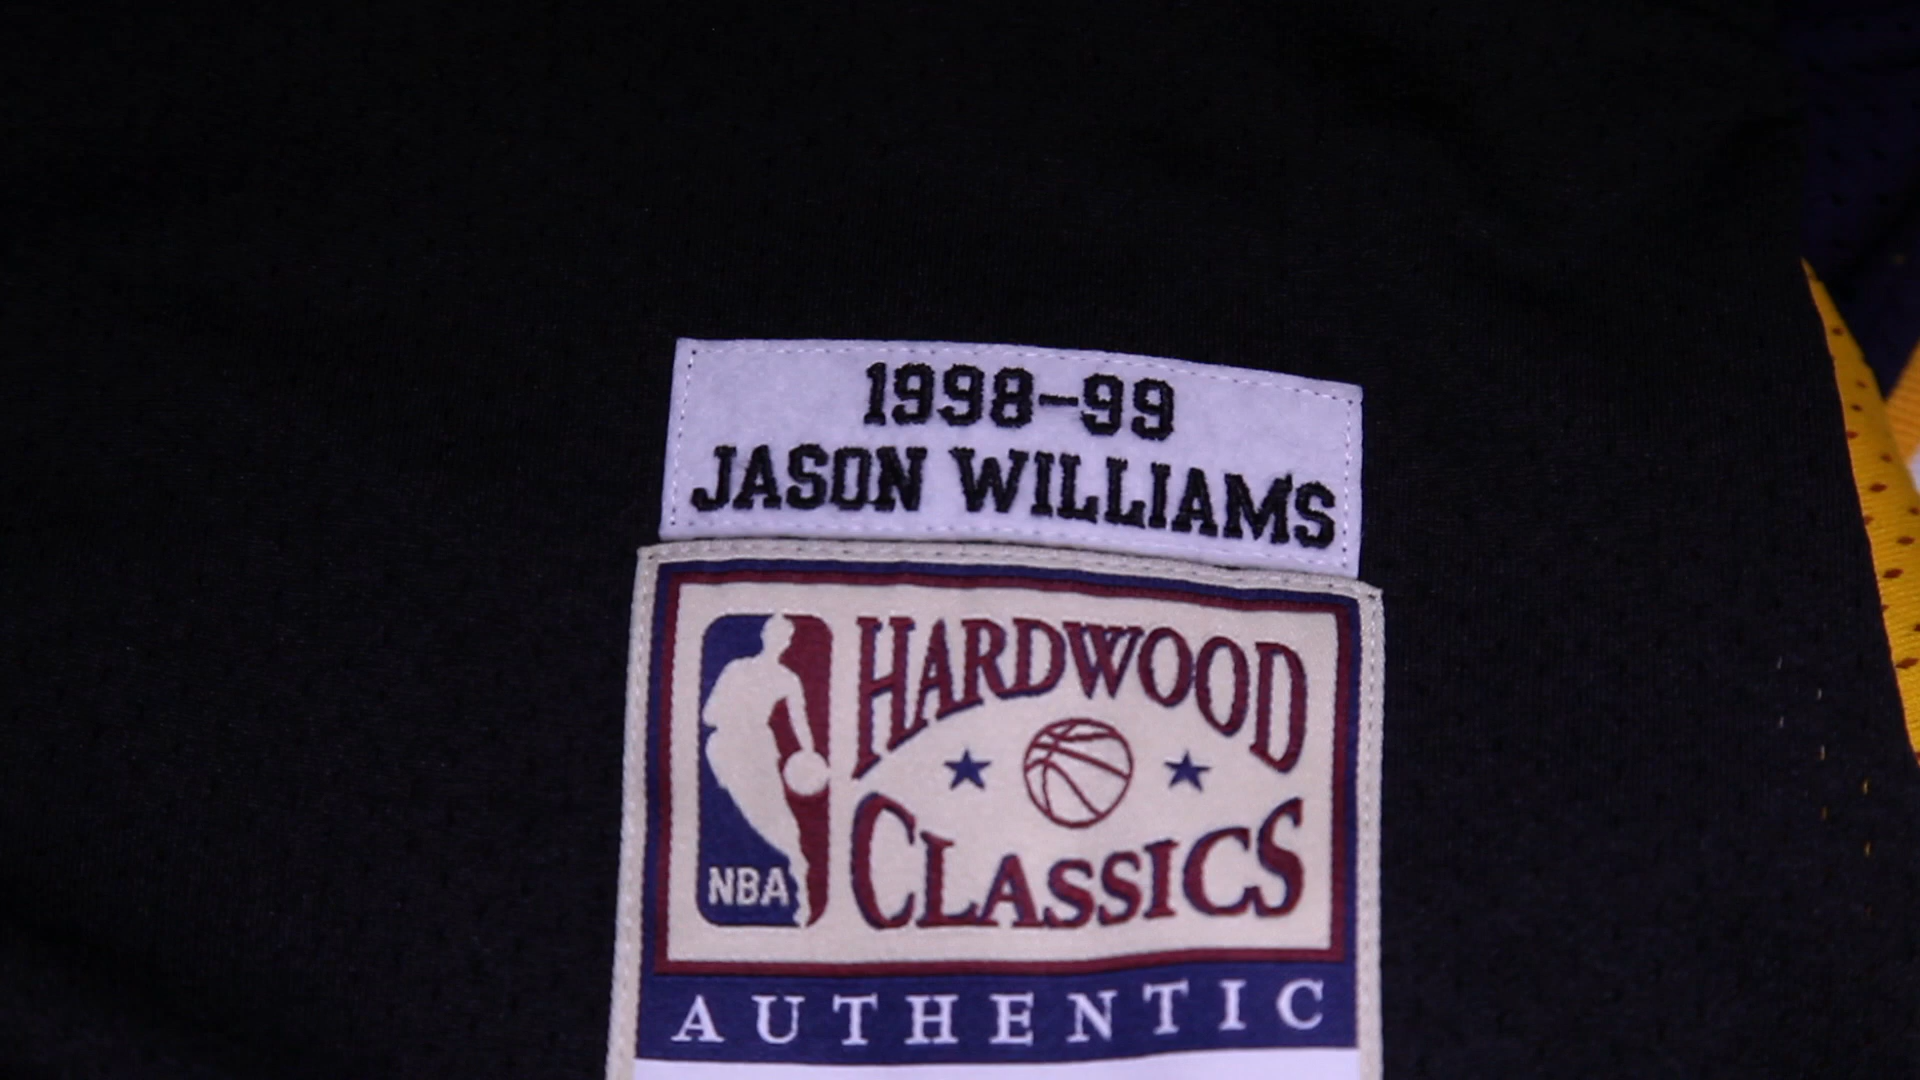 1998-99
JASON WILLIAMS
HARDWOOD
CLASSICS
NBA
AUTHENTIC